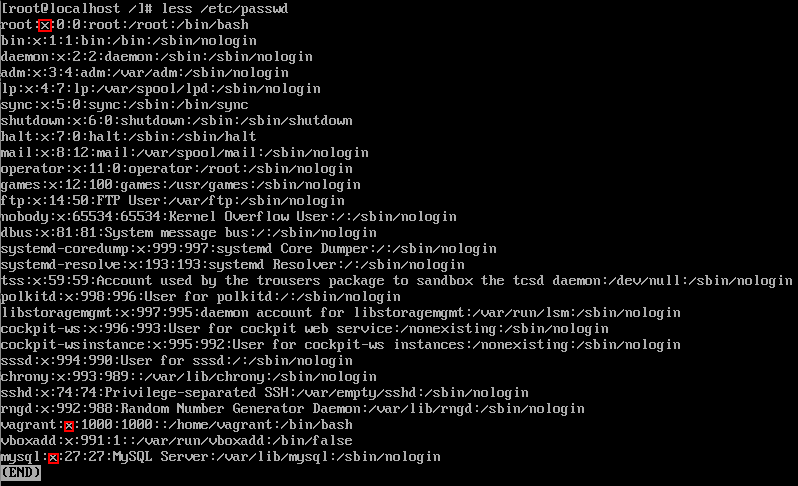 [root@localhost /]# less /etc/passwd
root:x:0:0:root:/root:/bin/bash
bin:x:1:1:bin:/bin:/sbin/nologin
daemon:x:2:2:daemon:/sbin:/sbin/nologin
adm:x:3:4:adm:/var/adm:/sbin/nologin
lp:x:4:7:lp:/var/spool/lpd:/sbin/nologin
sync:x:5:0:sync:/sbin:/bin/sync
shutdown:x:6:0:shutdown:/sbin:/sbin/shutdown
halt:x:7:0:halt:/sbin:/sbin/halt
mail:x:8:12:mail:/var/spool/mail:/sbin/nologin
operator:x:11:0:operator:/root:/sbin/nologin
games:x:12:100:games:/usr/games:/sbin/nologin
ftp:x:14:50:FTP User:/var/ftp:/sbin/nologin
nobody:x:65534:65534:Kernel Overflow User:/:/sbin/nologin
dbus:x:81:81:System message bus:/:/sbin/nologin
systemd-coredump:x:999:997:systemd Core Dumper:/:/sbin/nologin
systemd-resolve:x:193:193:systemd Resolver:/:/sbin/nologin
tss:x:59:59:Account used by the trousers package to sandbox the tcsd daemon:/dev/null:/sbin/nologin
polkitd:x:998:996:User for polkitd:/:/sbin/nologin
libstoragemgmt:x:997:995:daemon account for libstoragemgmt:/var/run/lsm:/sbin/nologin
cockpit-ws:x:996:993:User for cockpit web service:/nonexisting:/sbin/nologin
cockpit-wsinstance:x:995:992:User for cockpit-ws instances:/nonexisting:/sbin/nologin
sssd:x:994:990:User for sssd:/:/sbin/nologin
chrony:x:993:989::/var/lib/chrony:/sbin/nologin
sshd:x:74:74:Privilege-separated SSH:/var/empty/sshd:/sbin/nologin
rngd:x:992:988:Random Number Generator Daemon:/var/lib/rngd:/sbin/nologin
vagrant:x:1000:1000::/home/vagrant:/bin/bash
vboxadd:x:991:1::/var/run/vboxadd:/bin/false
mysql:x:27:27:MySQL Server:/var/lib/mysql:/sbin/nologin
(END)